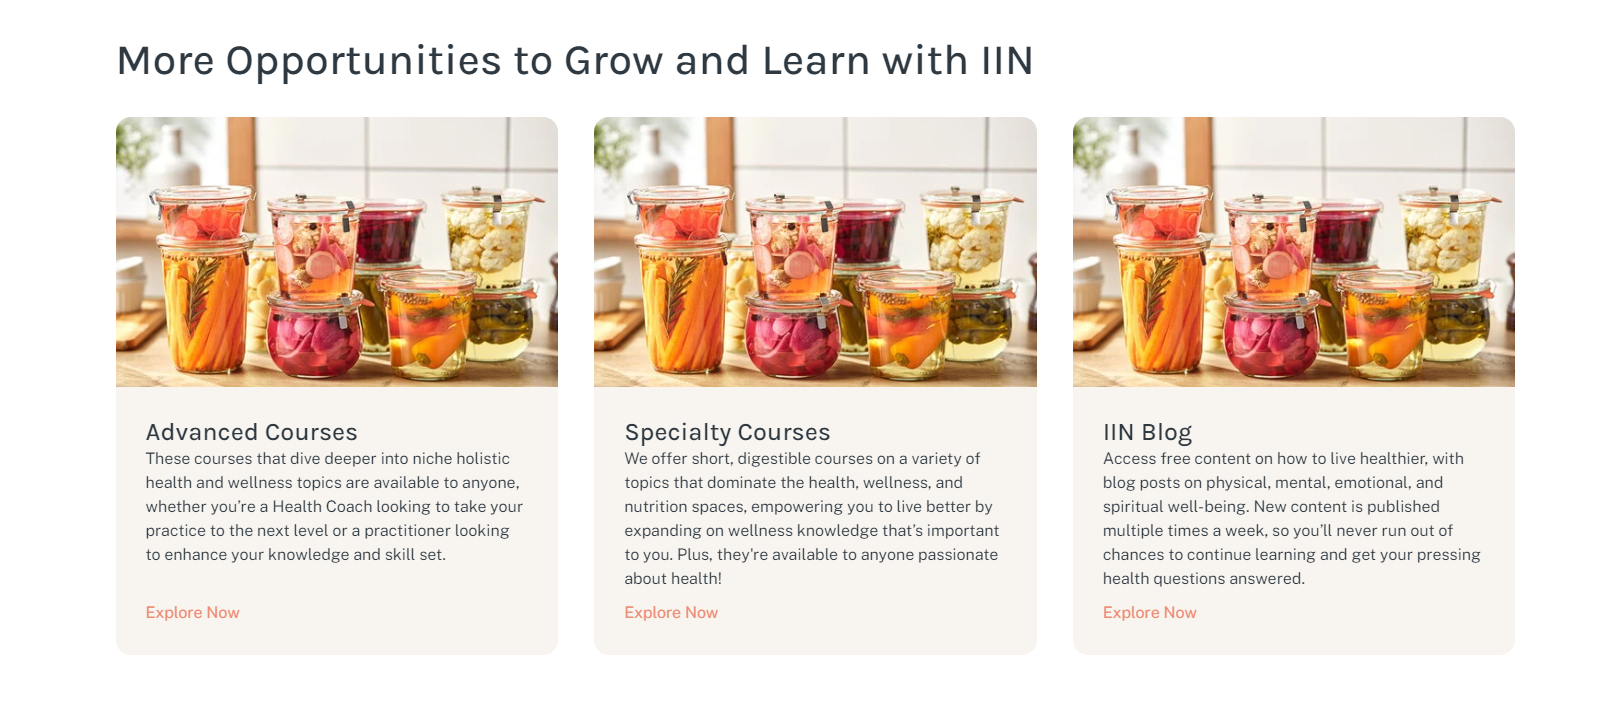 More Opportunities to Grow and Learn with IIN
Advanced Courses
These courses that dive deeper into niche holistic
health and wellness topics are available to anyone,
whether you’re a Health Coach looking to take your
practice to the next level or a practitioner looking
to enhance your knowledge and skill set.
Explore Now
Specialty Courses
We offer short, digestible courses on a variety of
topics that dominate the health, wellness, and
nutrition spaces, empowering you to live better by
expanding on wellness knowledge that’s important
to you. Plus, they're available to anyone passionate
about health!
Explore Now
IIN Blog
Access free content on how to live healthier, with
blog posts on physical, mental, emotional, and
spiritual well-being. New content is published
multiple times a week, so you’ll never run out of
chances to continue learning and get your pressing
health questions answered.
Explore Now